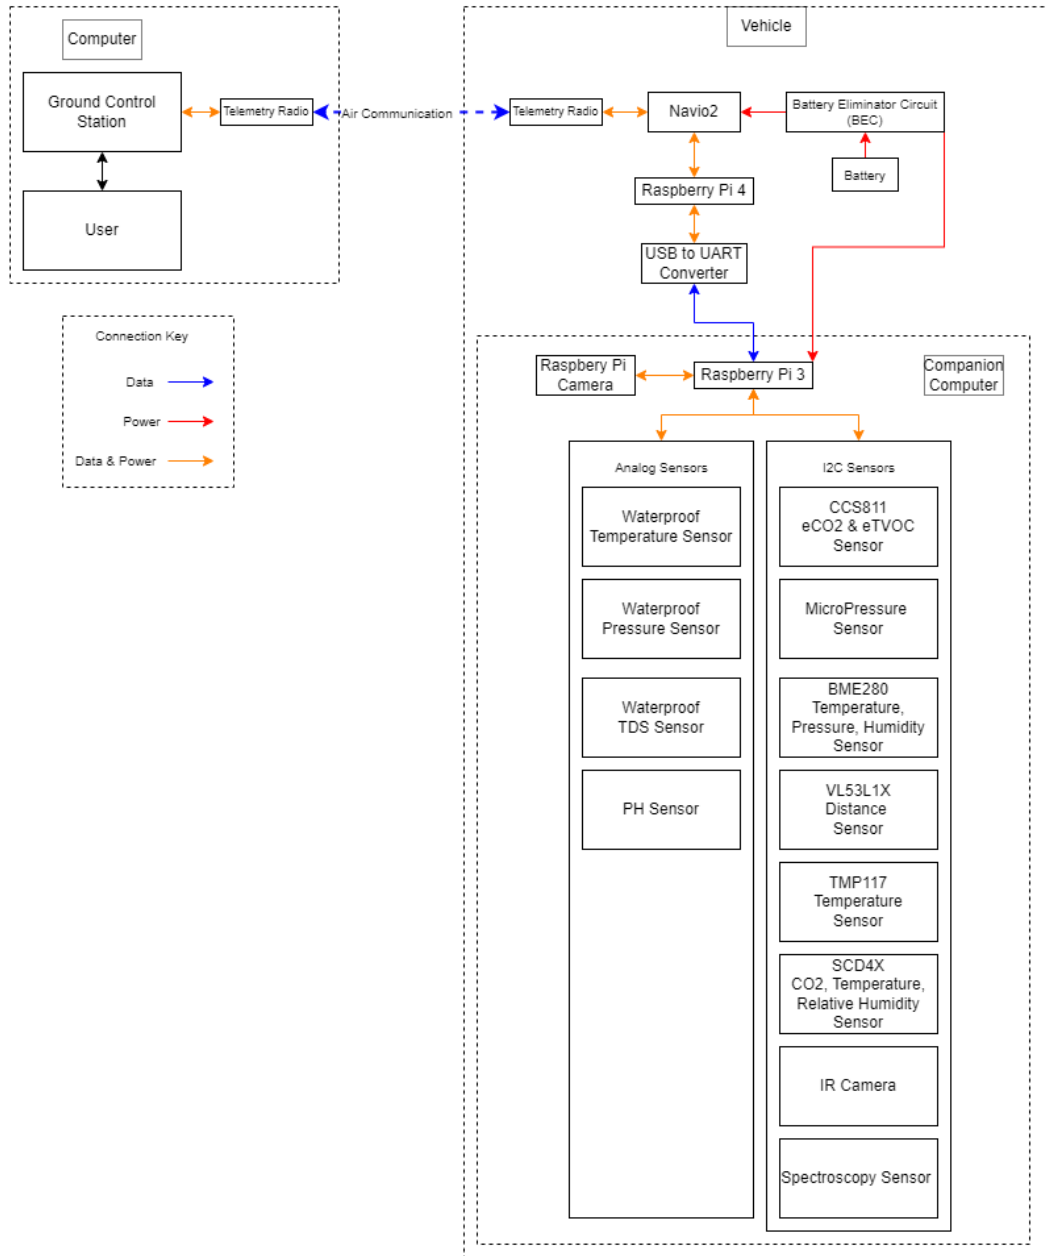 Computer
Ground Control
Station
Telemetry Radio
Air Communication
User
Connection Key
Data
Power
Data & Power
Vehicle
Telemetry Radio
Navio2
Battery Eliminator Circuit
(BEC)
Battery
Raspberry Pi 4
USB to UART
Converter
Raspbery Pi
Camera
Raspberry Pi 3
Companion
Computer
Analog Sensors
Waterproof
Temperature Sensor
Waterproof
Pressure Sensor
Waterproof
TDS Sensor
PH Sensor
I2C Sensors
CCS811
eCO2 & eTVOC
Sensor
MicroPressure
Sensor
BME280
Temperature,
Pressure, Humidity
Sensor
VL53L1X
Distance
Sensor
TMP117
Temperature
Sensor
SCD4X
CO2, Temperature,
Relative Humidity
Sensor
IR Camera
Spectroscopy Sensor